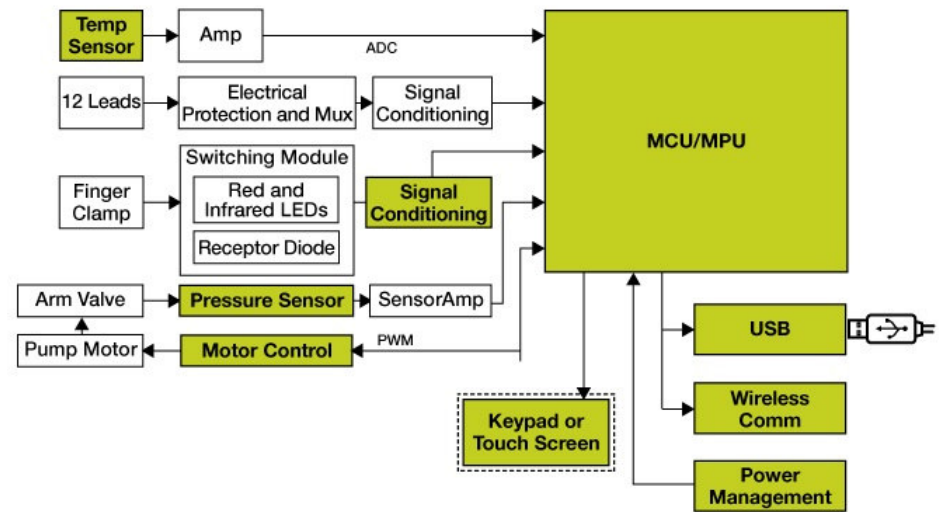 Temp
Sensor
Amp
ADC
12 Leads
Electrical
Protection and Mux
Signal
Conditioning
MCU/MPU
Switching Module
Finger
Clamp
Red and
Infrared LEDs
Receptor Diode
Signal
Conditioning
Arm Valve
Pressure Sensor
SensorAmp
Pump Motor
Motor Control
PWM
USB
Keypad or
Touch Screen
Wireless
Comm
Power
Management